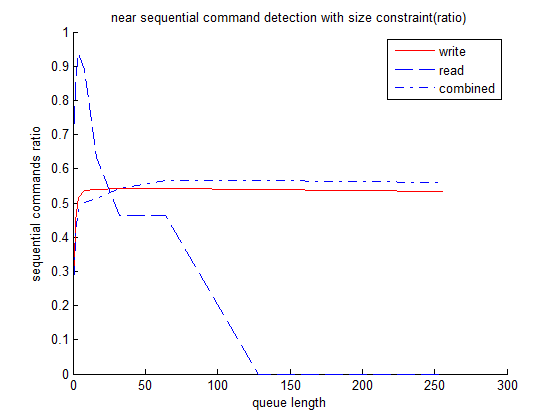 near sequential command detection with size constraint(ratio)
write
read
combined
sequential commands ratio
1
0.9
0.8
0.7
0.6
0.5
0.4
0.3
0.2
0.1
0
0 50 100 150 200 250 300
queue length